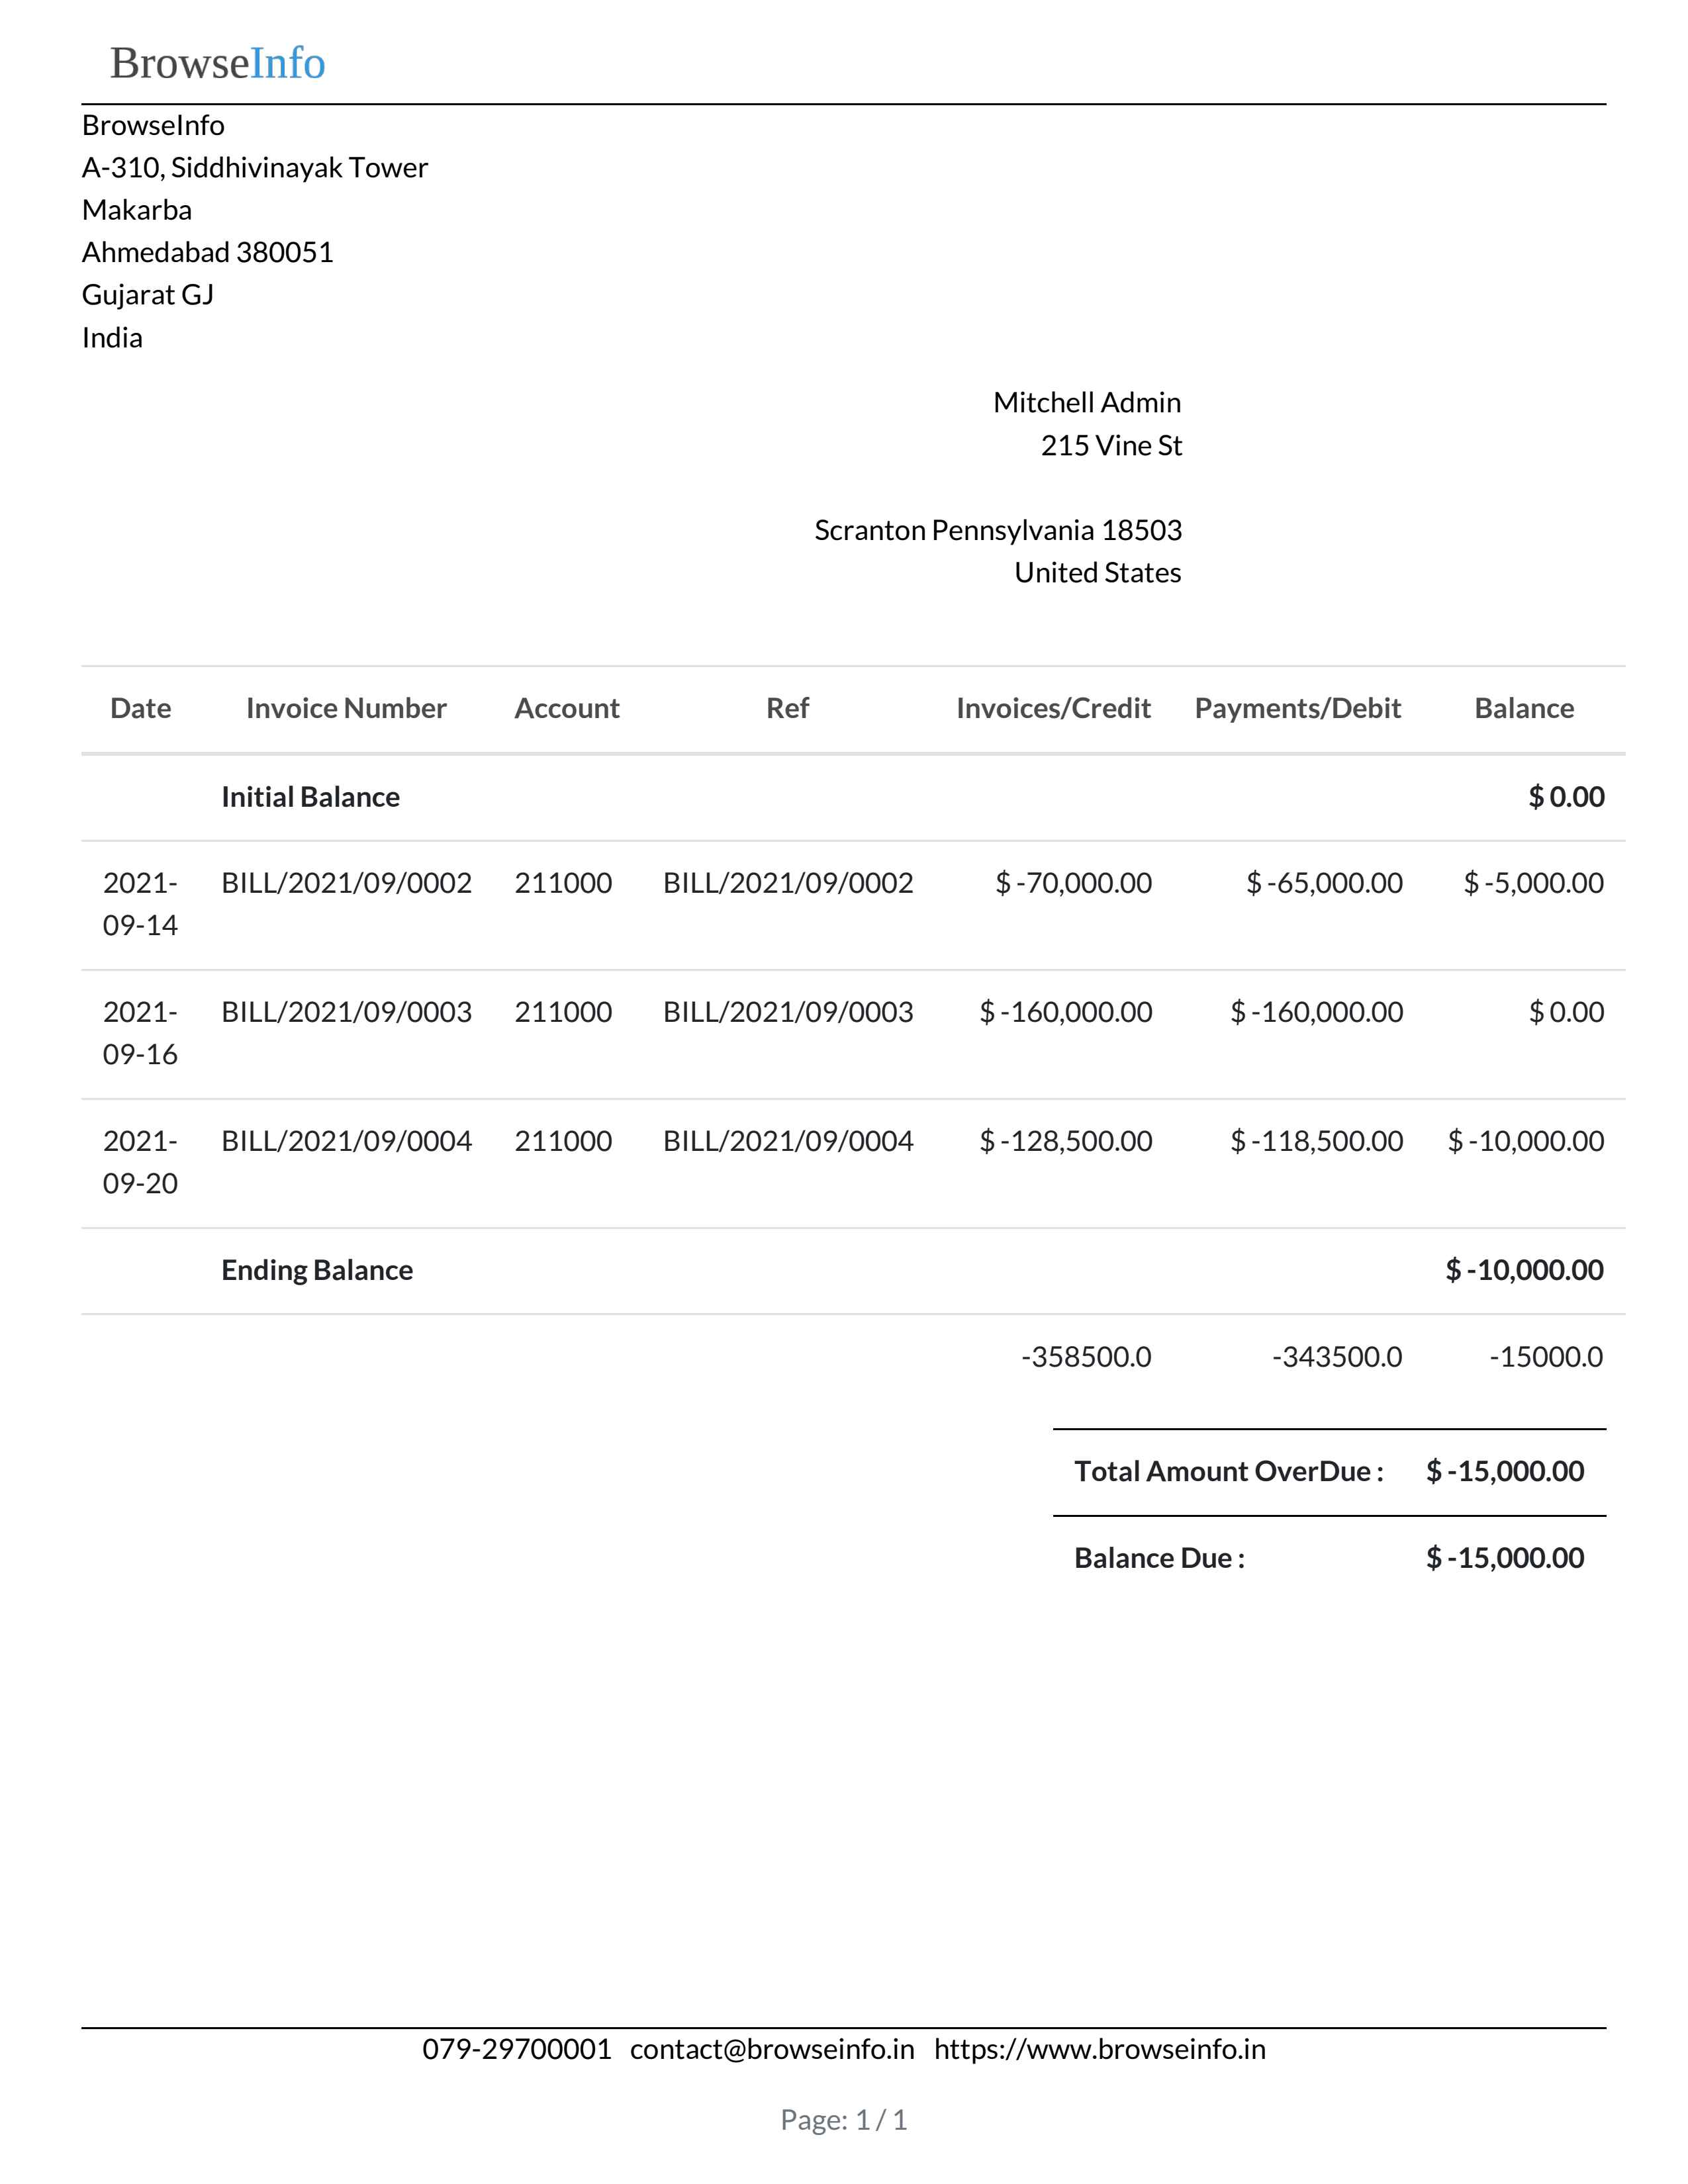 BrowseInfo
BrowseInfo
A-310, Siddhivinayak Tower
Makarba
Ahmedabad 380051
Gujarat GJ
India
Mitchell Admin
215 Vine St
Scranton Pennsylvania 18503
United States
Date Invoice Number Account Ref Invoices/Credit Payments/Debit Balance
Initial Balance $ 0.00
2021- BILL/2021/09/0002 211000 BILL/2021/09/0002 $ -70,000.00 $ -65,000.00 $ -5,000.00
09-14
2021- BILL/2021/09/0003 211000 BILL/2021/09/0003 $ -160,000.00 $ -160,000.00 $ 0.00
09-16
2021- BILL/2021/09/0004 211000 BILL/2021/09/0004 $ -128,500.00 $ -118,500.00 $ -10,000.00
09-20
Ending Balance $ -10,000.00
-358500.0 -343500.0 -15000.0
Total Amount OverDue : $ -15,000.00
Balance Due : $ -15,000.00
079-29700001 contact@browseinfo.in https://www.browseinfo.in
Page: 1 / 1